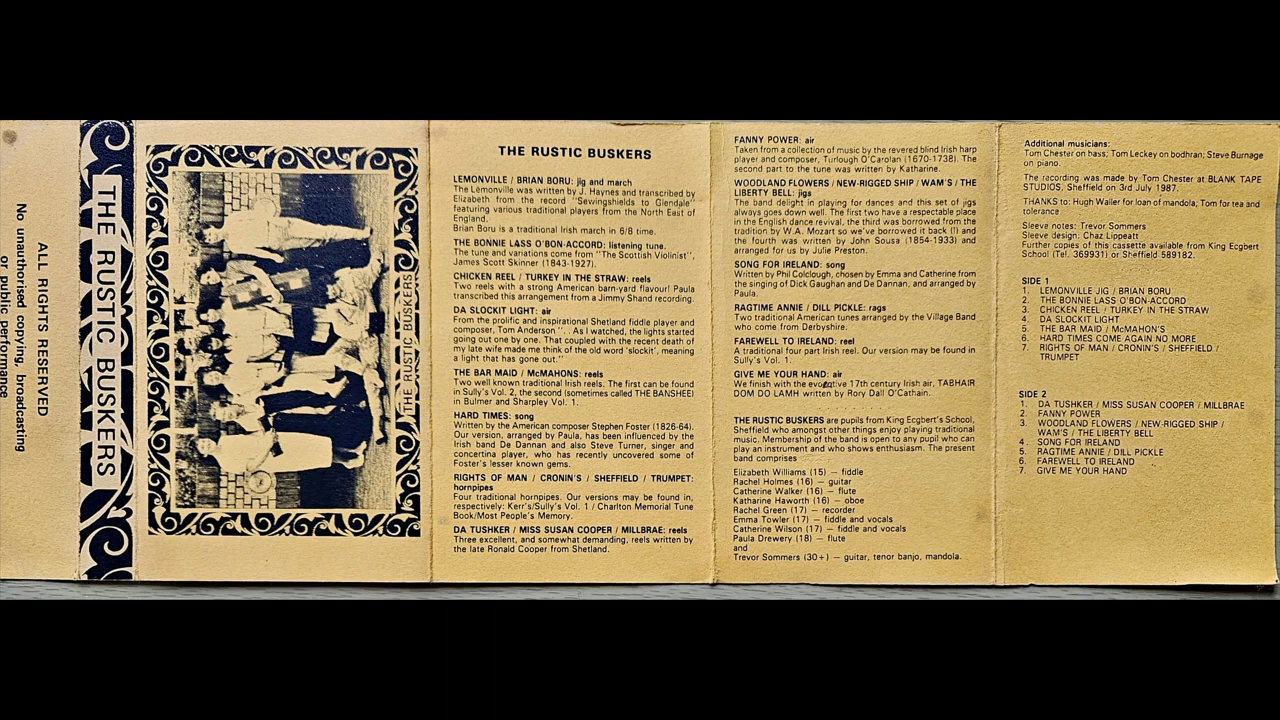 ALL RIGHTS RESERVED
No unauthorised copying, broadcasting
or public performance
THE RUSTIC BUSKERS
THE RUSTIC BUSKERS
THE RUSTIC BUSKERS
LEMONVILLE / BRIAN BORU: jig and march
The Lemonville was written by J. Haynes and transcribed by
Elizabeth from the record "Sewingshields to Glendale"
featuring various traditional players from the North East of
England.
Brian Boru is a traditional Irish march in 6/8 time.
THE BONNIE LASS O'BON-ACCORD: listening tune.
The tune and variations come from "The Scottish Violinist",
James Scott Skinner (1843-1927).
CHICKEN REEL / TURKEY IN THE STRAW: reels
Two reels with a strong American barn-yard flavour! Paula
transcribed this arrangement from a Jimmy Shand recording.
DA SLOCKIT LIGHT: air
From the prolific and inspirational Shetland fiddle player and
composer, Tom Anderson ". . . As I watched, the lights started
going out one by one. That coupled with the recent death of
my late wife made me think of the old word 'slockit', meaning
a light that has gone out."
THE BAR MAID / McMAHONS: reels
Two well known traditional Irish reels. The first can be found
in Sully's Vol. 2, the second (sometimes called THE BANSHEE)
in Bulmer and Sharpley Vol. 1.
HARD TIMES: song
Written by the American composer Stephen Foster (1826-64).
Our version, arranged by Paula, has been influenced by the
Irish band De Dannan and also Steve Turner, singer and
concertina player, who has recently uncovered some of
Foster's lesser known gems.
RIGHTS OF MAN / CRONIN'S / SHEFFIELD / TRUMPET:
hornpipes
Four traditional hornpipes. Our versions may be found in,
respectively: Kerr's/Sully's Vol. 1 / Charlton Memorial Tune
Book/Most People's Memory.
DA TUSHKER / MISS SUSAN COOPER / MILLBRAE: reels
Three excellent, and somewhat demanding, reels written by
the late Ronald Cooper from Shetland.
FANNY POWER: air
Taken from a collection of music by the revered blind Irish harp
player and composer, Turlough O'Carolan (1670-1738). The
second part to the tune was written by Katharine.
WOODLAND FLOWERS / NEW-RIGGED SHIP / WAM'S / THE
LIBERTY BELL: jigs
The band delight in playing for dances and this set of jigs
always goes down well. The first two have a respectable place
in the English dance revival, the third was borrowed from the
tradition by W.A. Mozart so we've borrowed it back (!) and
the fourth was written by John Sousa (1854-1933) and
arranged for us by Julie Preston.
SONG FOR IRELAND: song
Written by Phil Colclough, chosen by Emma and Catherine from
the singing of Dick Gaughan and De Dannan, and arranged by
Paula.
RAGTIME ANNIE / DILL PICKLE: rags
Two traditional American tunes arranged by the Village Band
who come from Derbyshire.
FAREWELL TO IRELAND: reel
A traditional four part Irish reel. Our version may be found in
Sully's Vol. 1.
GIVE ME YOUR HAND: air
We finish with the evocative 17th century Irish air, TABHAIR
DOM DO LAMH written by Rory Dall O'Cathain.
THE RUSTIC BUSKERS are pupils from King Ecgbert's School,
Sheffield who amongst other things enjoy playing traditional
music. Membership of the band is open to any pupil who can
play an instrument and who shows enthusiasm. The present
band comprises
Elizabeth Williams (15) — fiddle
Rachel Holmes (16) — guitar
Catherine Walker (16) — flute
Katharine Haworth (16) — oboe
Rachel Green (17) — recorder
Emma Towler (17) — fiddle and vocals
Catherine Wilson (17) — fiddle and vocals
Paula Drewery (18) — flute
and
Trevor Sommers (30+) — guitar, tenor banjo, mandola.
Additional musicians:
Tom Chester on bass; Tom Leckey on bodhran; Steve Burnage
on piano.
The recording was made by Tom Chester at BLANK TAPE
STUDIOS, Sheffield on 3rd July 1987.
THANKS to: Hugh Waller for loan of mandola; Tom for tea and
tolerance
Sleeve notes: Trevor Sommers
Sleeve design: Chaz Lippeatt
Further copies of this cassette available from King Ecgbert
School (Tel. 369931) or Sheffield 589182.
SIDE 1
1. LEMONVILLE JIG / BRIAN BORU
2. THE BONNIE LASS O'BON-ACCORD
3. CHICKEN REEL / TURKEY IN THE STRAW
4. DA SLOCKIT LIGHT
5. THE BAR MAID / McMAHON'S
6. HARD TIMES COME AGAIN NO MORE
7. RIGHTS OF MAN / CRONIN'S / SHEFFIELD /
TRUMPET
SIDE 2
1. DA TUSHKER / MISS SUSAN COOPER / MILLBRAE
2. FANNY POWER
3. WOODLAND FLOWERS / NEW-RIGGED SHIP /
WAM'S / THE LIBERTY BELL
4. SONG FOR IRELAND
5. RAGTIME ANNIE / DILL PICKLE
6. FAREWELL TO IRELAND
7. GIVE ME YOUR HAND